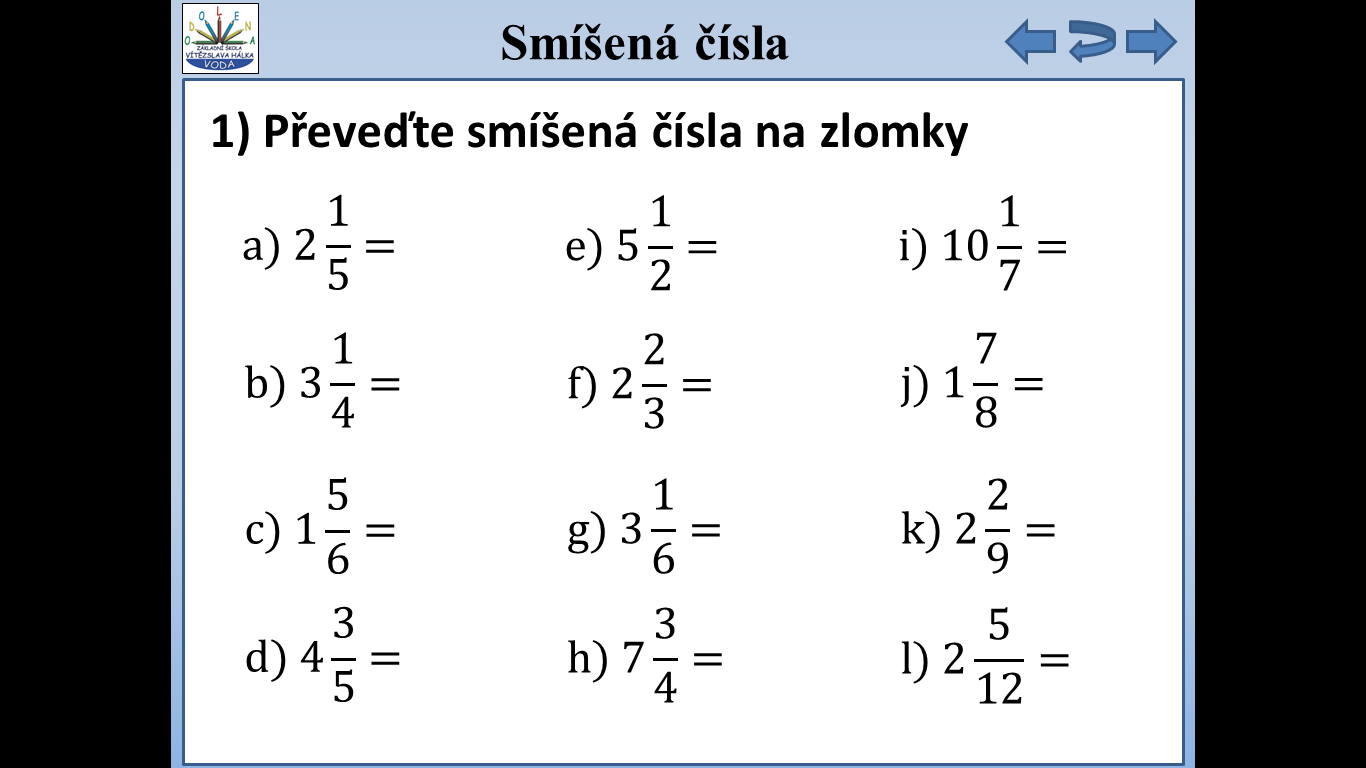 DOLENA
ZÁKLADNÍ ŠKOLA
VÍTĚZSLAVA HÁLKA
VODA
Smíšená čísla
1) Převeďte smíšená čísla na zlomky
a) 2 1/5 =
e) 5 1/2 =
i) 10 1/7 =
b) 3 1/4 =
f) 2 2/3 =
j) 1 7/8 =
c) 1 5/6 =
g) 3 1/6 =
k) 2 2/9 =
d) 4 3/5 =
h) 7 3/4 =
l) 2 5/12 =